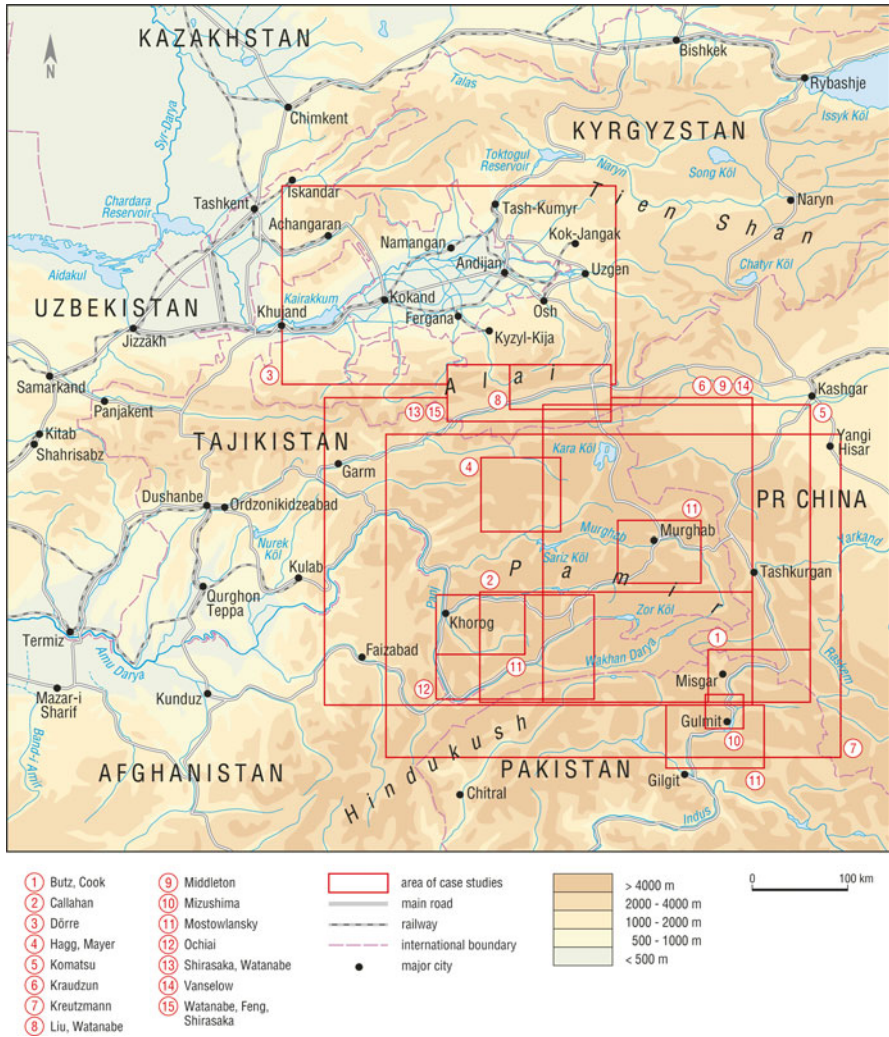 KAZAKHSTAN
N
Bishkek
Talas
Rybashje
Syr-Darya
Chimkent
Issyk Köl
KYRGYZSTAN
Toktogul
Reservoir
Naryn
Song Köl
Chardara
Reservoir
Iskandar
Tashkent
Tash-Kumyr
Tien Shan
Naryn
Achangaran
Kok-Jangak
Namangan
Aidakul
Andijan
Uzgen
Chatyr Köl
UZBEKISTAN
Kairakkum
Kokand
Osh
Khujand
Fergana
Jizzakh
Kyzyl-Kija
Samarkand
3
Alai
6 9 14
Kashgar
Panjakent
13 15
8
5
Kitab
Shahrisabz
TAJIKISTAN
Kara Köl
Yangi
Hisar
Garm
4
Dushanbe
Ordzonikidzeabad
PR CHINA
11
Murghab
Murghab
Nurek
Köl
Sariz Köl
Yarkand
Kulab
2
Pamir
Tashkurgan
Qurghon
Teppa
Panj
Khorog
Zor Köl
Termiz
Amu Darya
Faizabad
Wakhan Darya
1
Raskem
11
Misgar
Mazar-i
Sharif
Kunduz
12
Gulmit
10
Band-i Amir
Hindukush
7
AFGHANISTAN
PAKISTAN
11
Gilgit
Chitral
Indus
1 Butz, Cook
2 Callahan
3 Dörre
4 Hagg, Mayer
5 Komatsu
6 Kraudzun
7 Kreutzmann
8 Liu, Watanabe
9 Middleton
10 Mizushima
11 Mostowlansky
12 Ochiai
13 Shirasaka, Watanabe
14 Vanselow
15 Watanabe, Feng,
Shirasaka
area of case studies
main road
railway
international boundary
major city
> 4000 m
2000 - 4000 m
1000 - 2000 m
500 - 1000 m
< 500 m
0 100 km